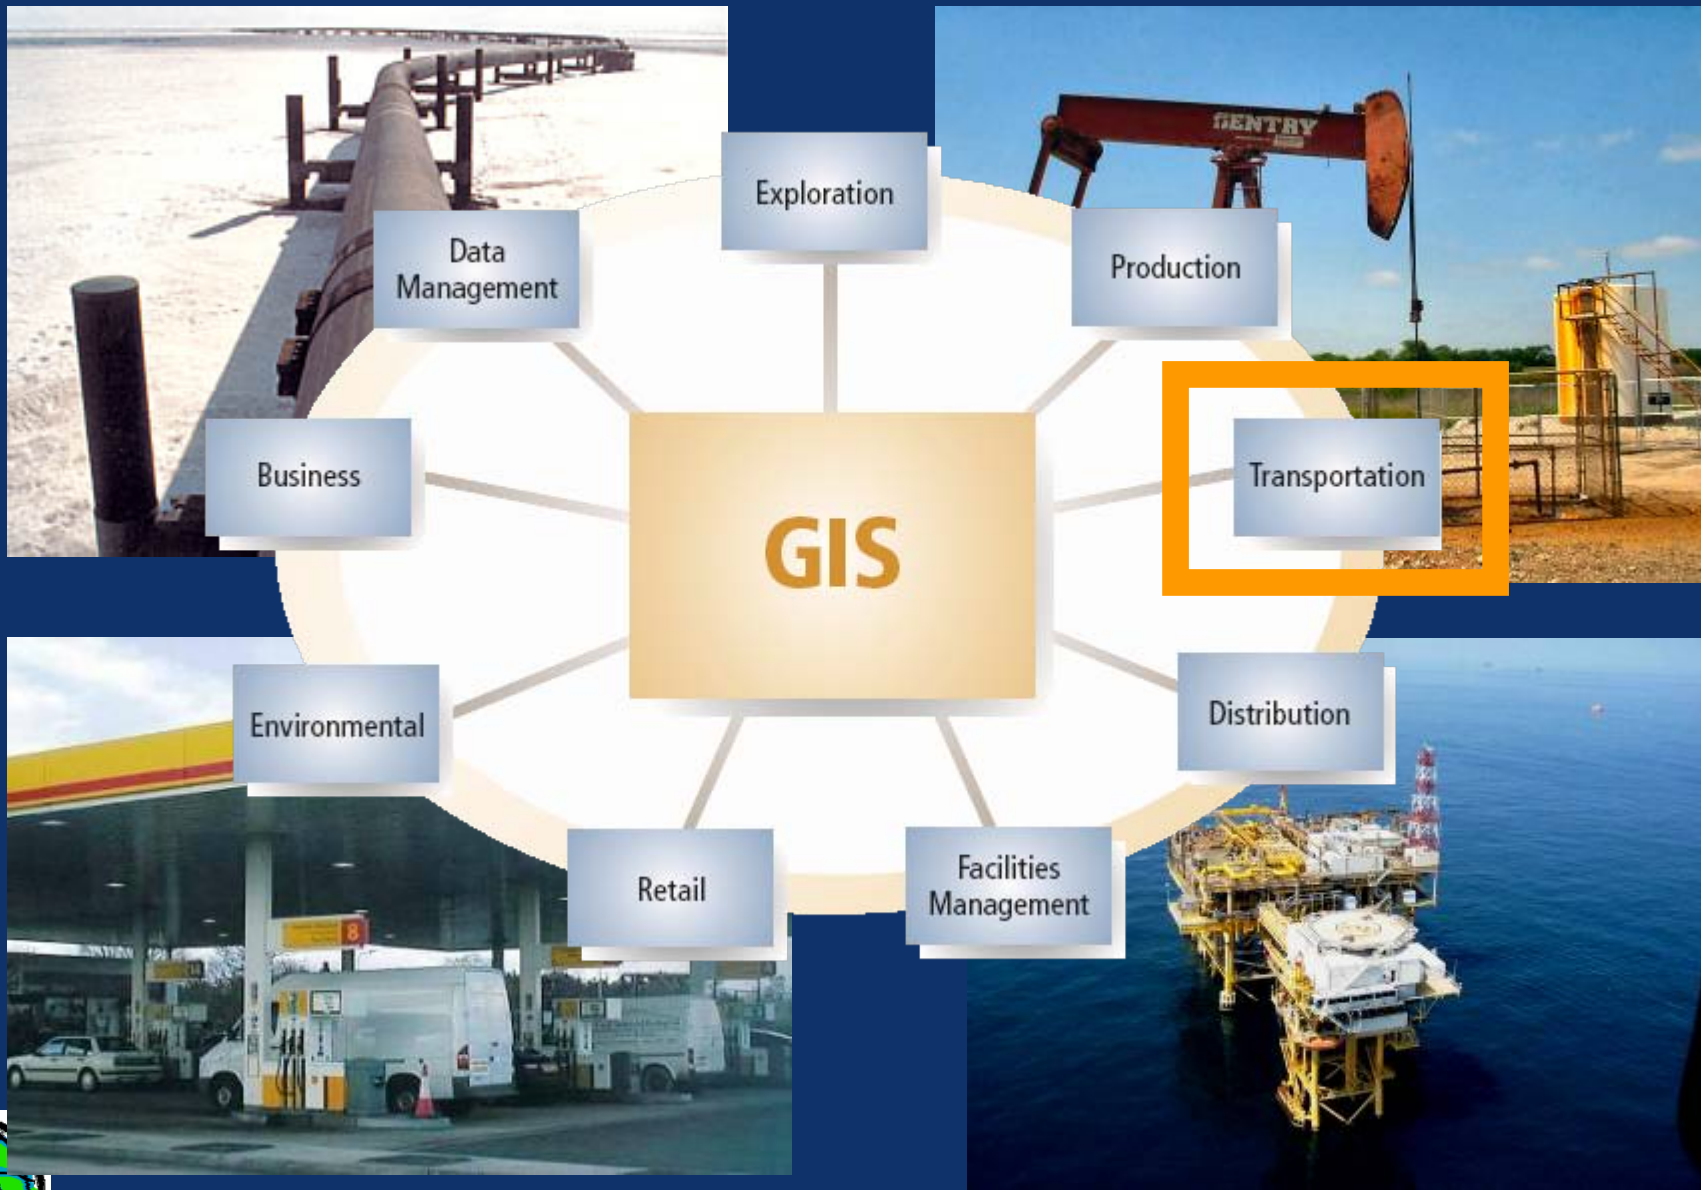 Exploration
Data
Management
Production
Business
Transportation
GIS
Environmental
Distribution
Retail
Facilities
Management
SENTRY
8